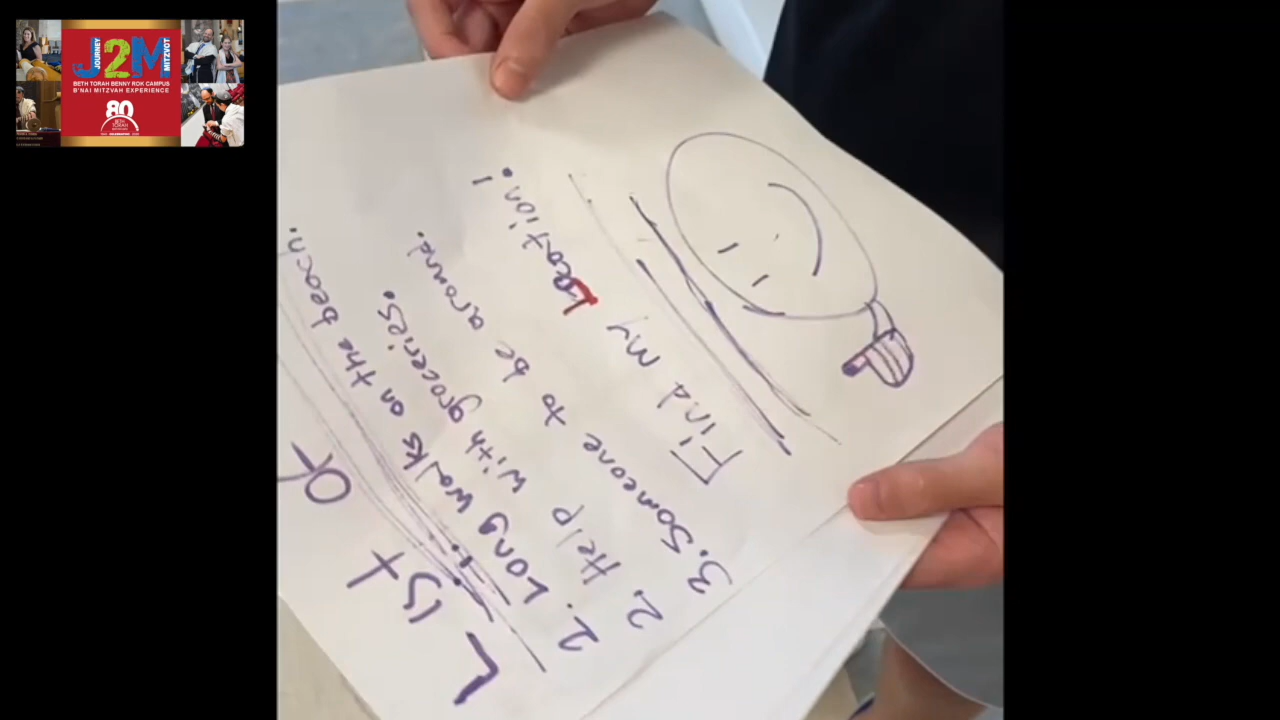 JOURNEY J2M MITZVOT
BETH TORAH BENNY ROK CAMPUS
B'NAI MITZVAH EXPERIENCE
80
BETH TORAH
List Of
1. Long walks on the beach.
2. Help with groceries.
3. Someone to be around.
Find my Location!